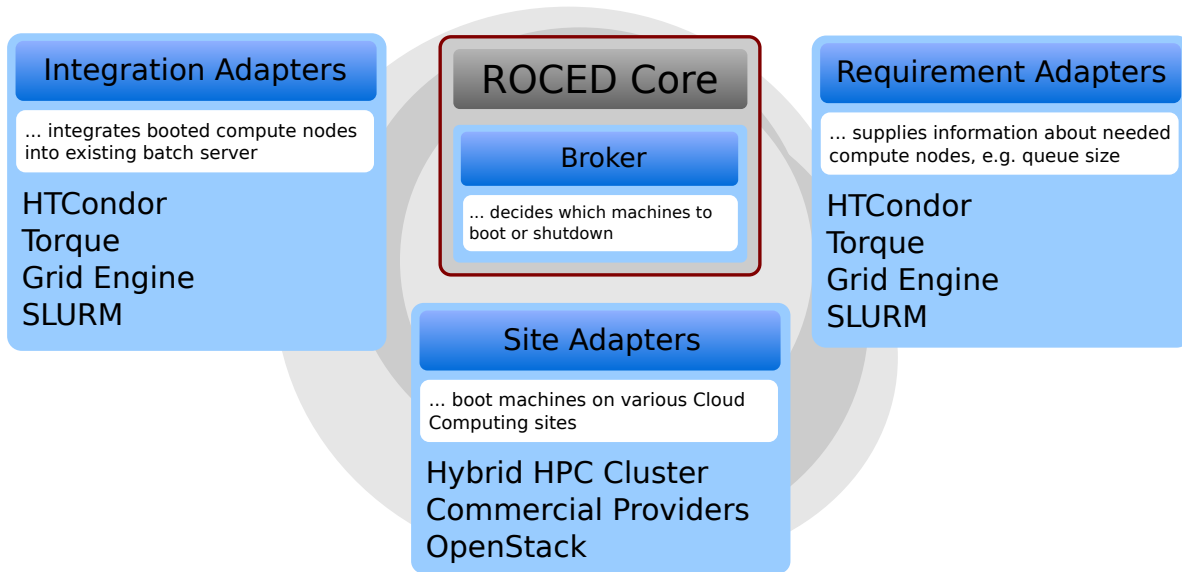 Integration Adapters
... integrates booted compute nodes
into existing batch server
HTCondor
Torque
Grid Engine
SLURM
ROCED Core
Broker
... decides which machines to
boot or shutdown
Requirement Adapters
... supplies information about needed
compute nodes, e.g. queue size
HTCondor
Torque
Grid Engine
SLURM
Site Adapters
... boot machines on various Cloud
Computing sites
Hybrid HPC Cluster
Commercial Providers
OpenStack